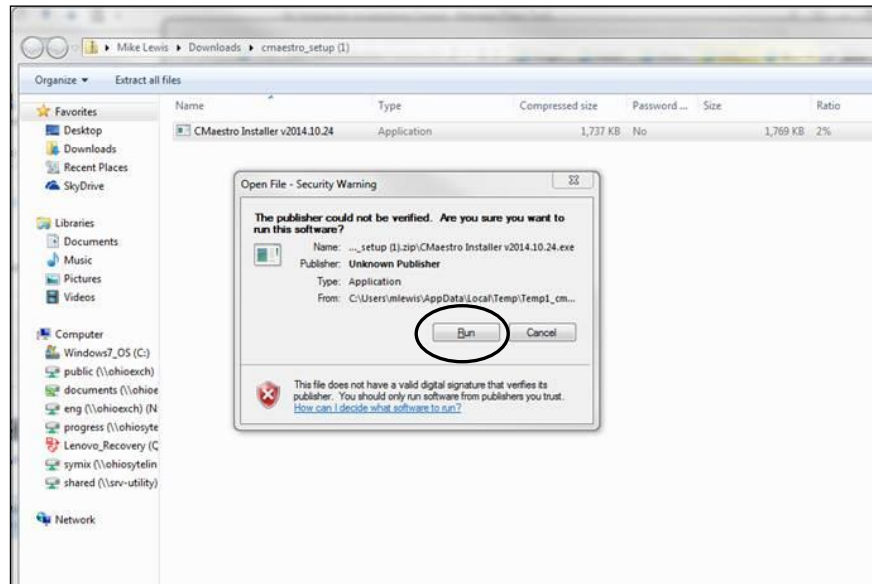 Mike Lewis ▸ Downloads ▸ cmaestro_setup (1)
Organize ▾ Extract all files
Name Type Compressed size Password ... Size Ratio
CMaestro Installer v2014.10.24 Application 1,737 KB No 1,769 KB 2%
Favorites
Desktop
Downloads
Recent Places
SkyDrive
Libraries
Documents
Music
Pictures
Videos
Computer
Windows7_OS (C:)
public (\\ohioexch)
documents (\\ohioe
eng (\\ohioexch) (N
progress (\\ohiosyte
Lenovo_Recovery (Q
symix (\\ohiosytelin
shared (\\srv-utility)
Network
Open File - Security Warning
The publisher could not be verified. Are you sure you want to
run this software?
Name: ..._setup (1).zip\CMaestro Installer v2014.10.24.exe
Publisher: Unknown Publisher
Type: Application
From: C:\Users\mlewis\AppData\Local\Temp\Temp1_cm...
Run Cancel
This file does not have a valid digital signature that verifies its
publisher. You should only run software from publishers you trust.
How can I decide what software to run?